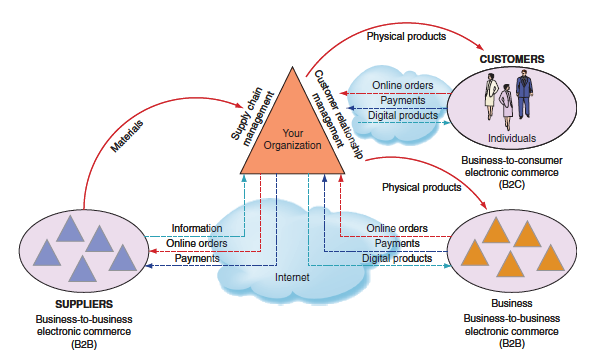 Physical products
CUSTOMERS
Online orders
Payments
Digital products
Individuals
Business-to-consumer
electronic commerce
(B2C)
Materials
Supply chain
management
Customer relationship
management
Your
Organization
Physical products
Information
Online orders
Payments
Internet
Online orders
Payments
Digital products
SUPPLIERS
Business-to-business
electronic commerce
(B2B)
Business
Business-to-business
electronic commerce
(B2B)